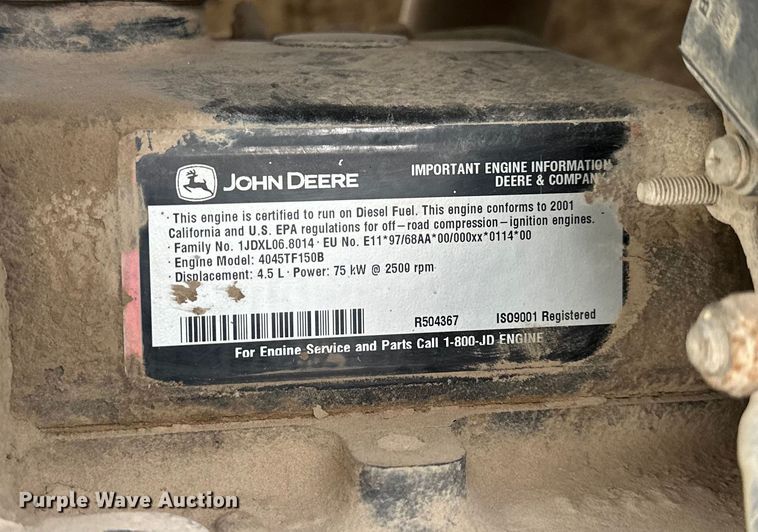 JOHN DEERE
IMPORTANT ENGINE INFORMATION
DEERE & COMPANY
· This engine is certified to run on Diesel Fuel. This engine conforms to 2001
California and U.S. EPA regulations for off-road compression-ignition engines.
· Family No. 1JDXL06.8014 · EU No. E11*97/68AA*00/000xx*0114*00
· Engine Model: 4045TF150B
· Displacement: 4.5 L · Power: 75 kW @ 2500 rpm
R504367 ISO9001 Registered
For Engine Service and Parts Call 1-800-JD ENGINE
Purple Wave Auction